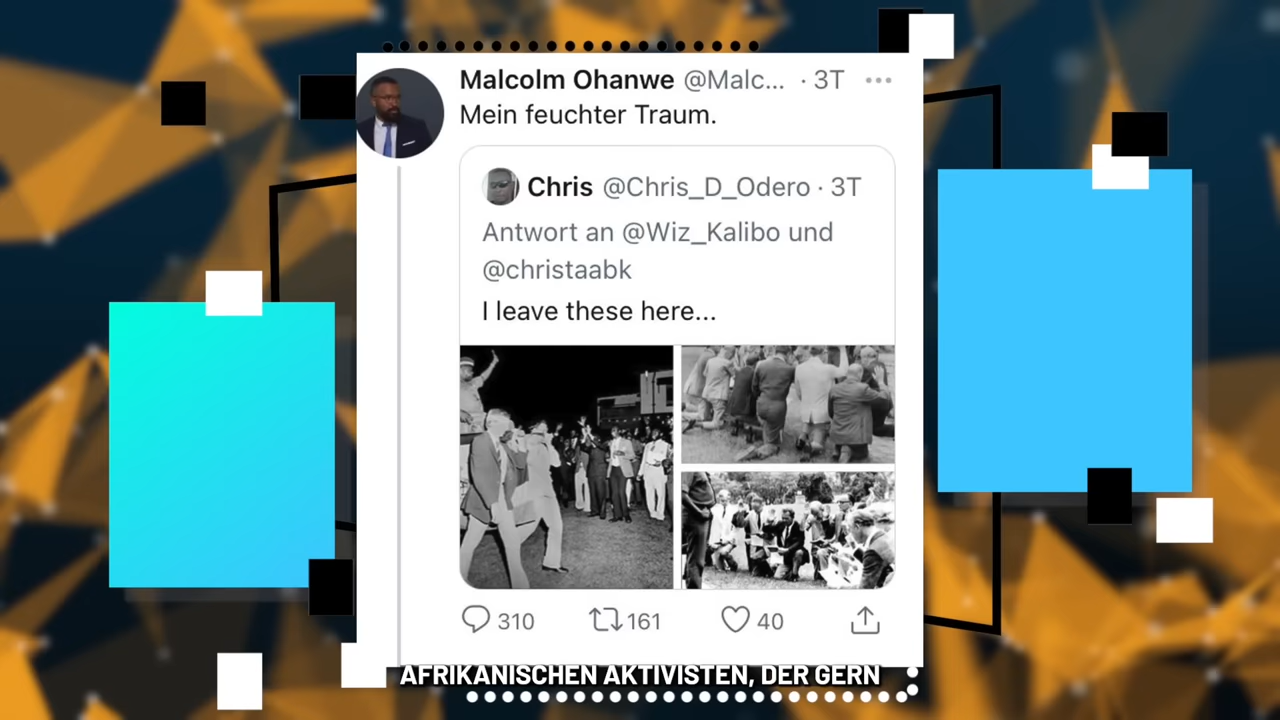 Malcolm Ohanwe @Malc... · 3T
Mein feuchter Traum.
Chris @Chris_D_Odero · 3T
Antwort an @Wiz_Kalibo und
@christaabk
I leave these here...
310 161 40
AFRIKANISCHEN AKTIVISTEN, DER GERN